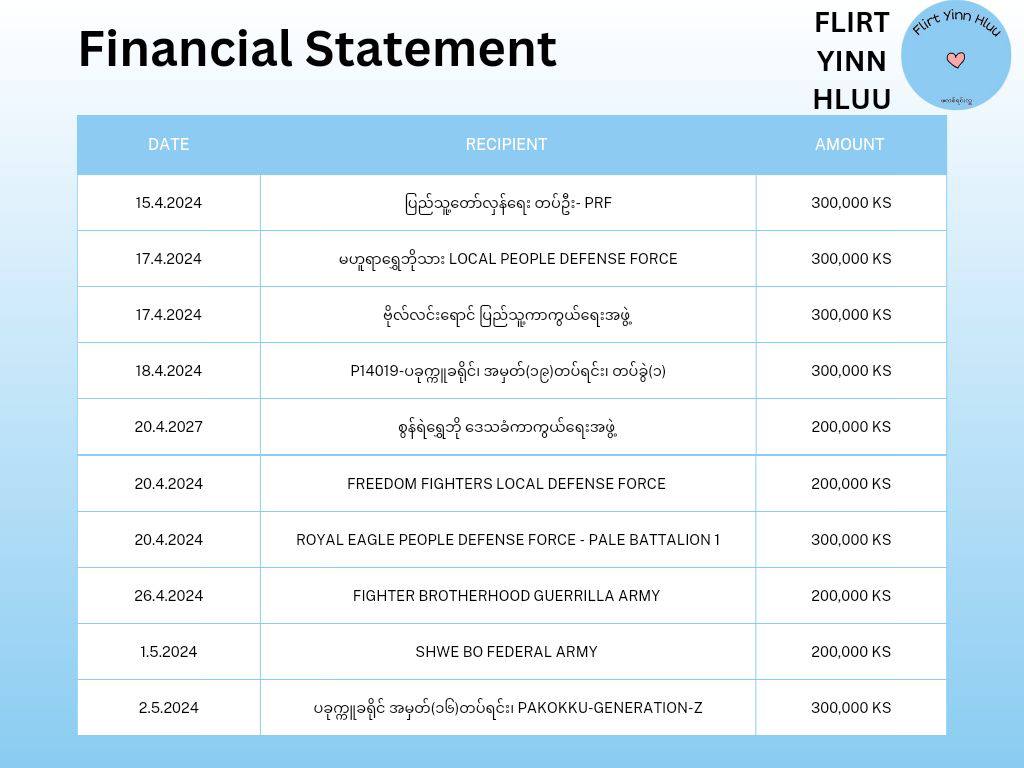 Financial Statement
FLIRT
YINN
HLUU
Flirt Yinn Hluu
ဖလစ်ရင်းလှူ
DATE RECIPIENT AMOUNT
15.4.2024 ပြည်သူ့တော်လှန်ရေး တပ်ဦး- PRF 300,000 KS
17.4.2024 မဟူရာရွှေဘိုသား LOCAL PEOPLE DEFENSE FORCE 300,000 KS
17.4.2024 ဗိုလ်လင်းရောင် ပြည်သူ့ကာကွယ်ရေးအဖွဲ့ 300,000 KS
18.4.2024 P14019-ပခုက္ကူခရိုင်၊ အမှတ်(၁၉)တပ်ရင်း၊ တပ်ခွဲ(၁) 300,000 KS
20.4.2027 စွန်ရဲရွှေဘို ဒေသခံကာကွယ်ရေးအဖွဲ့ 200,000 KS
20.4.2024 FREEDOM FIGHTERS LOCAL DEFENSE FORCE 200,000 KS
20.4.2024 ROYAL EAGLE PEOPLE DEFENSE FORCE - PALE BATTALION 1 300,000 KS
26.4.2024 FIGHTER BROTHERHOOD GUERRILLA ARMY 200,000 KS
1.5.2024 SHWE BO FEDERAL ARMY 200,000 KS
2.5.2024 ပခုက္ကူခရိုင် အမှတ်(၁၆)တပ်ရင်း၊ PAKOKKU-GENERATION-Z 300,000 KS